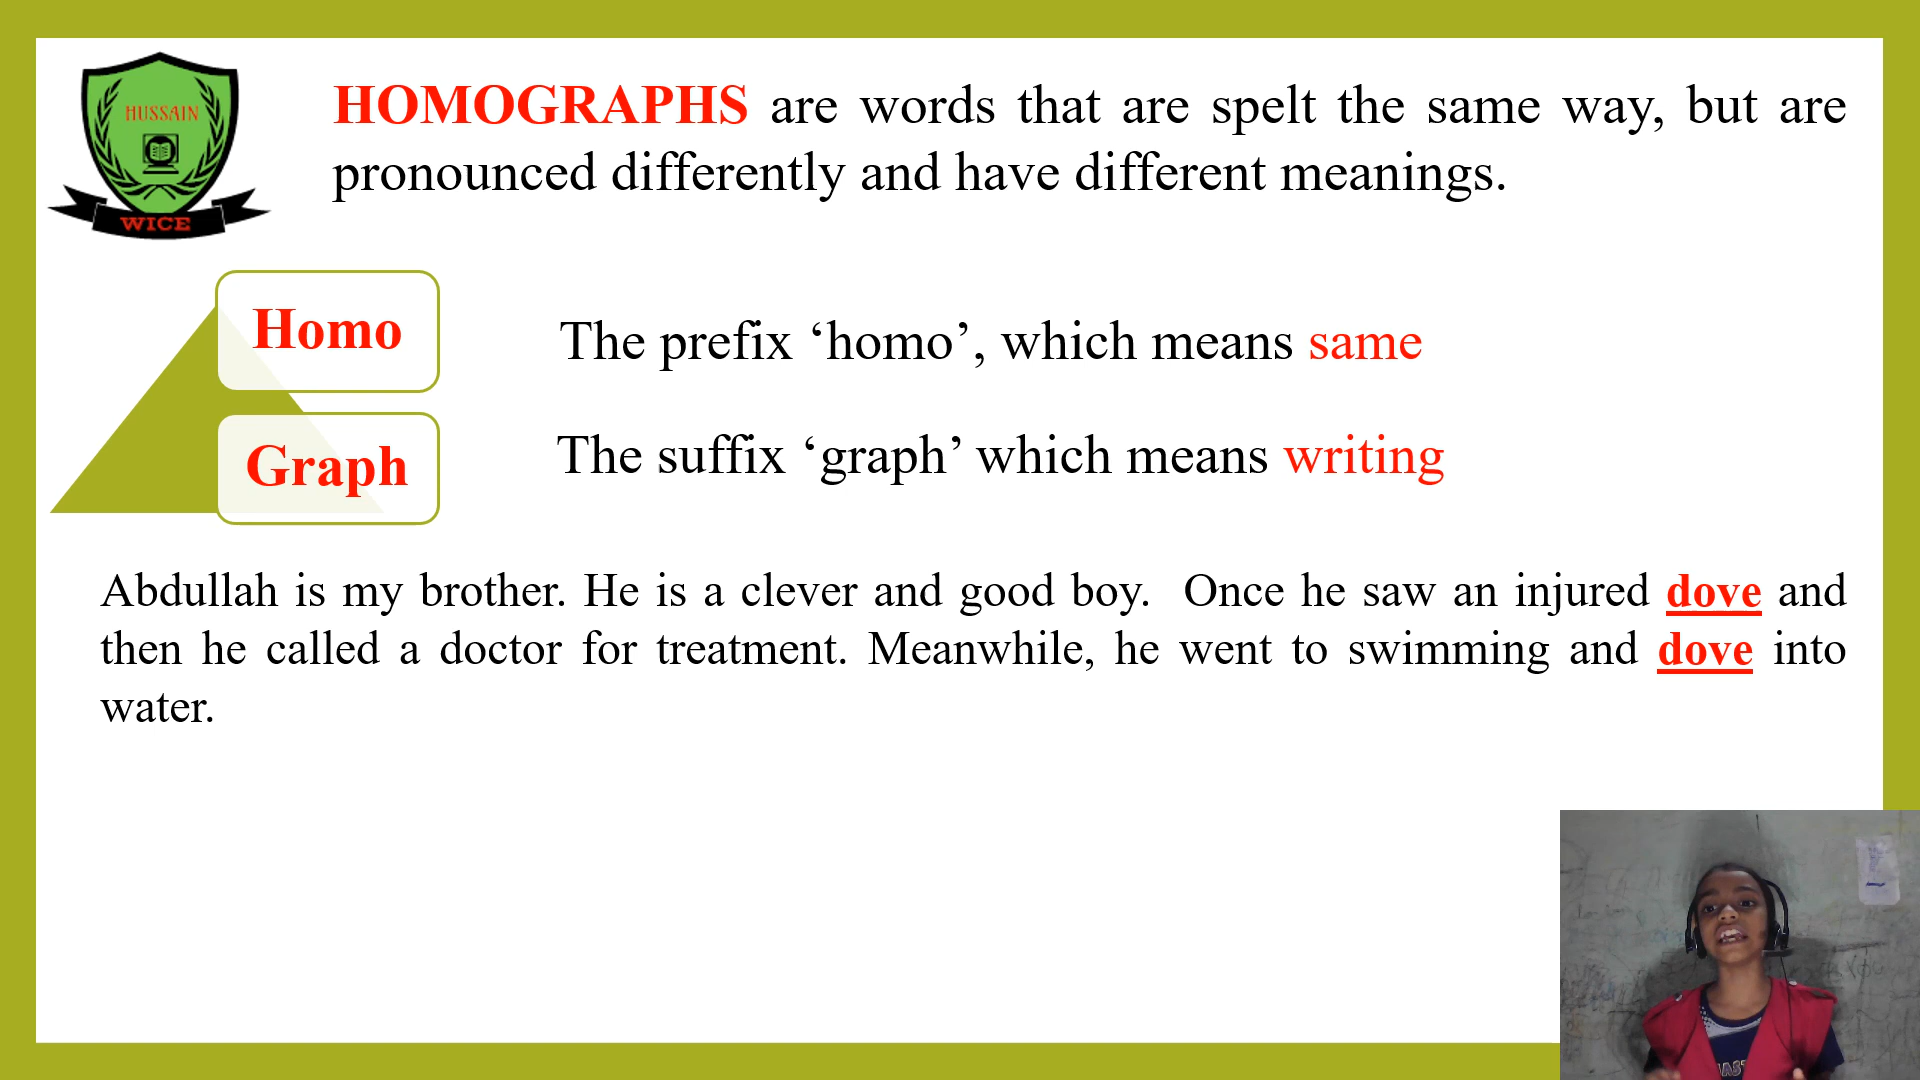 HUSSAIN
WICE
HOMOGRAPHS are words that are spelt the same way, but are
pronounced differently and have different meanings.
Homo
The prefix ‘homo’, which means same
Graph
The suffix ‘graph’ which means writing
Abdullah is my brother. He is a clever and good boy. Once he saw an injured dove and
then he called a doctor for treatment. Meanwhile, he went to swimming and dove into
water.